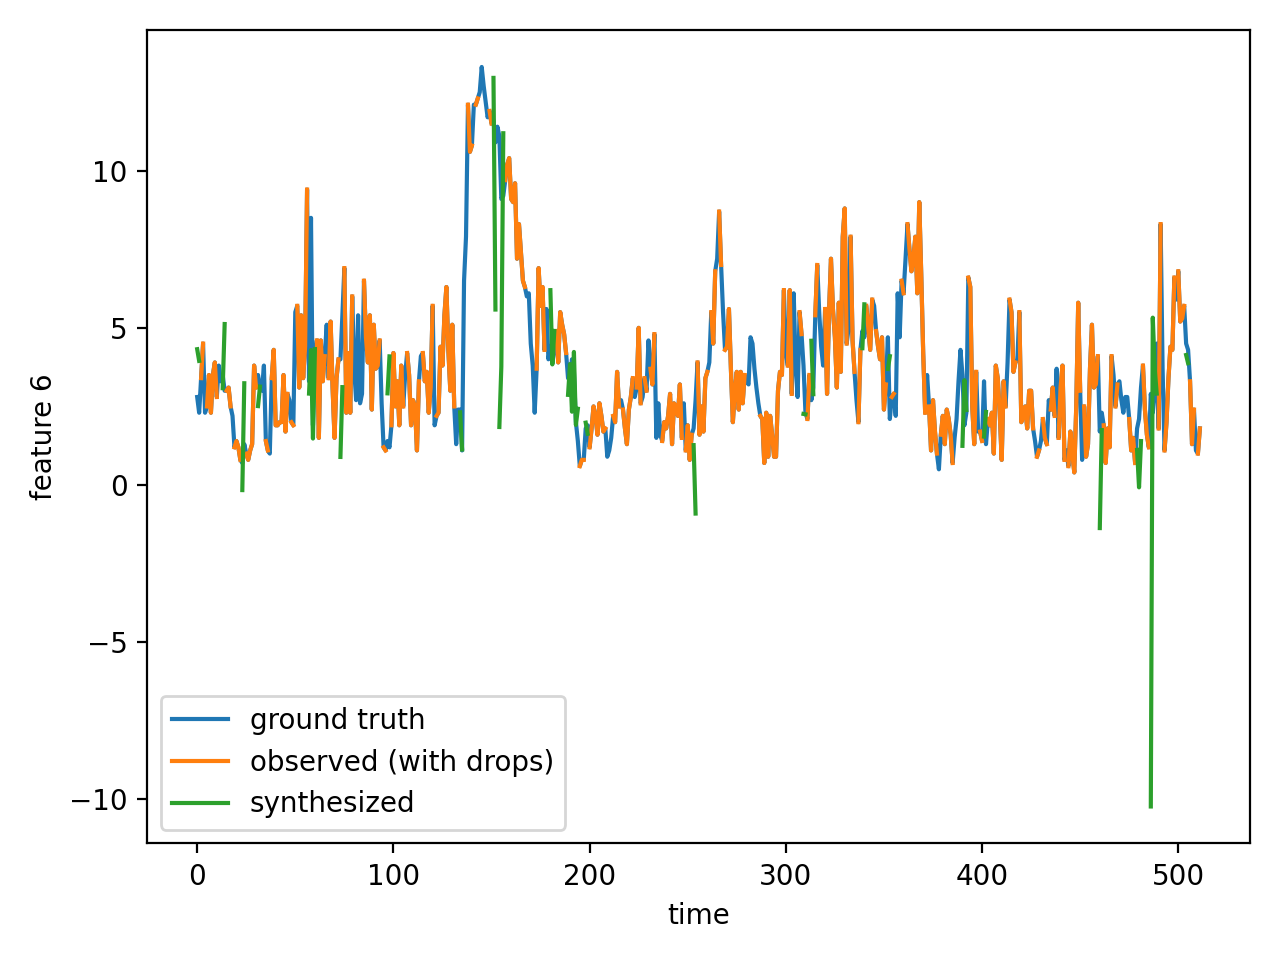 10
5
0
−5
−10
feature 6
ground truth
observed (with drops)
synthesized
0 100 200 300 400 500
time